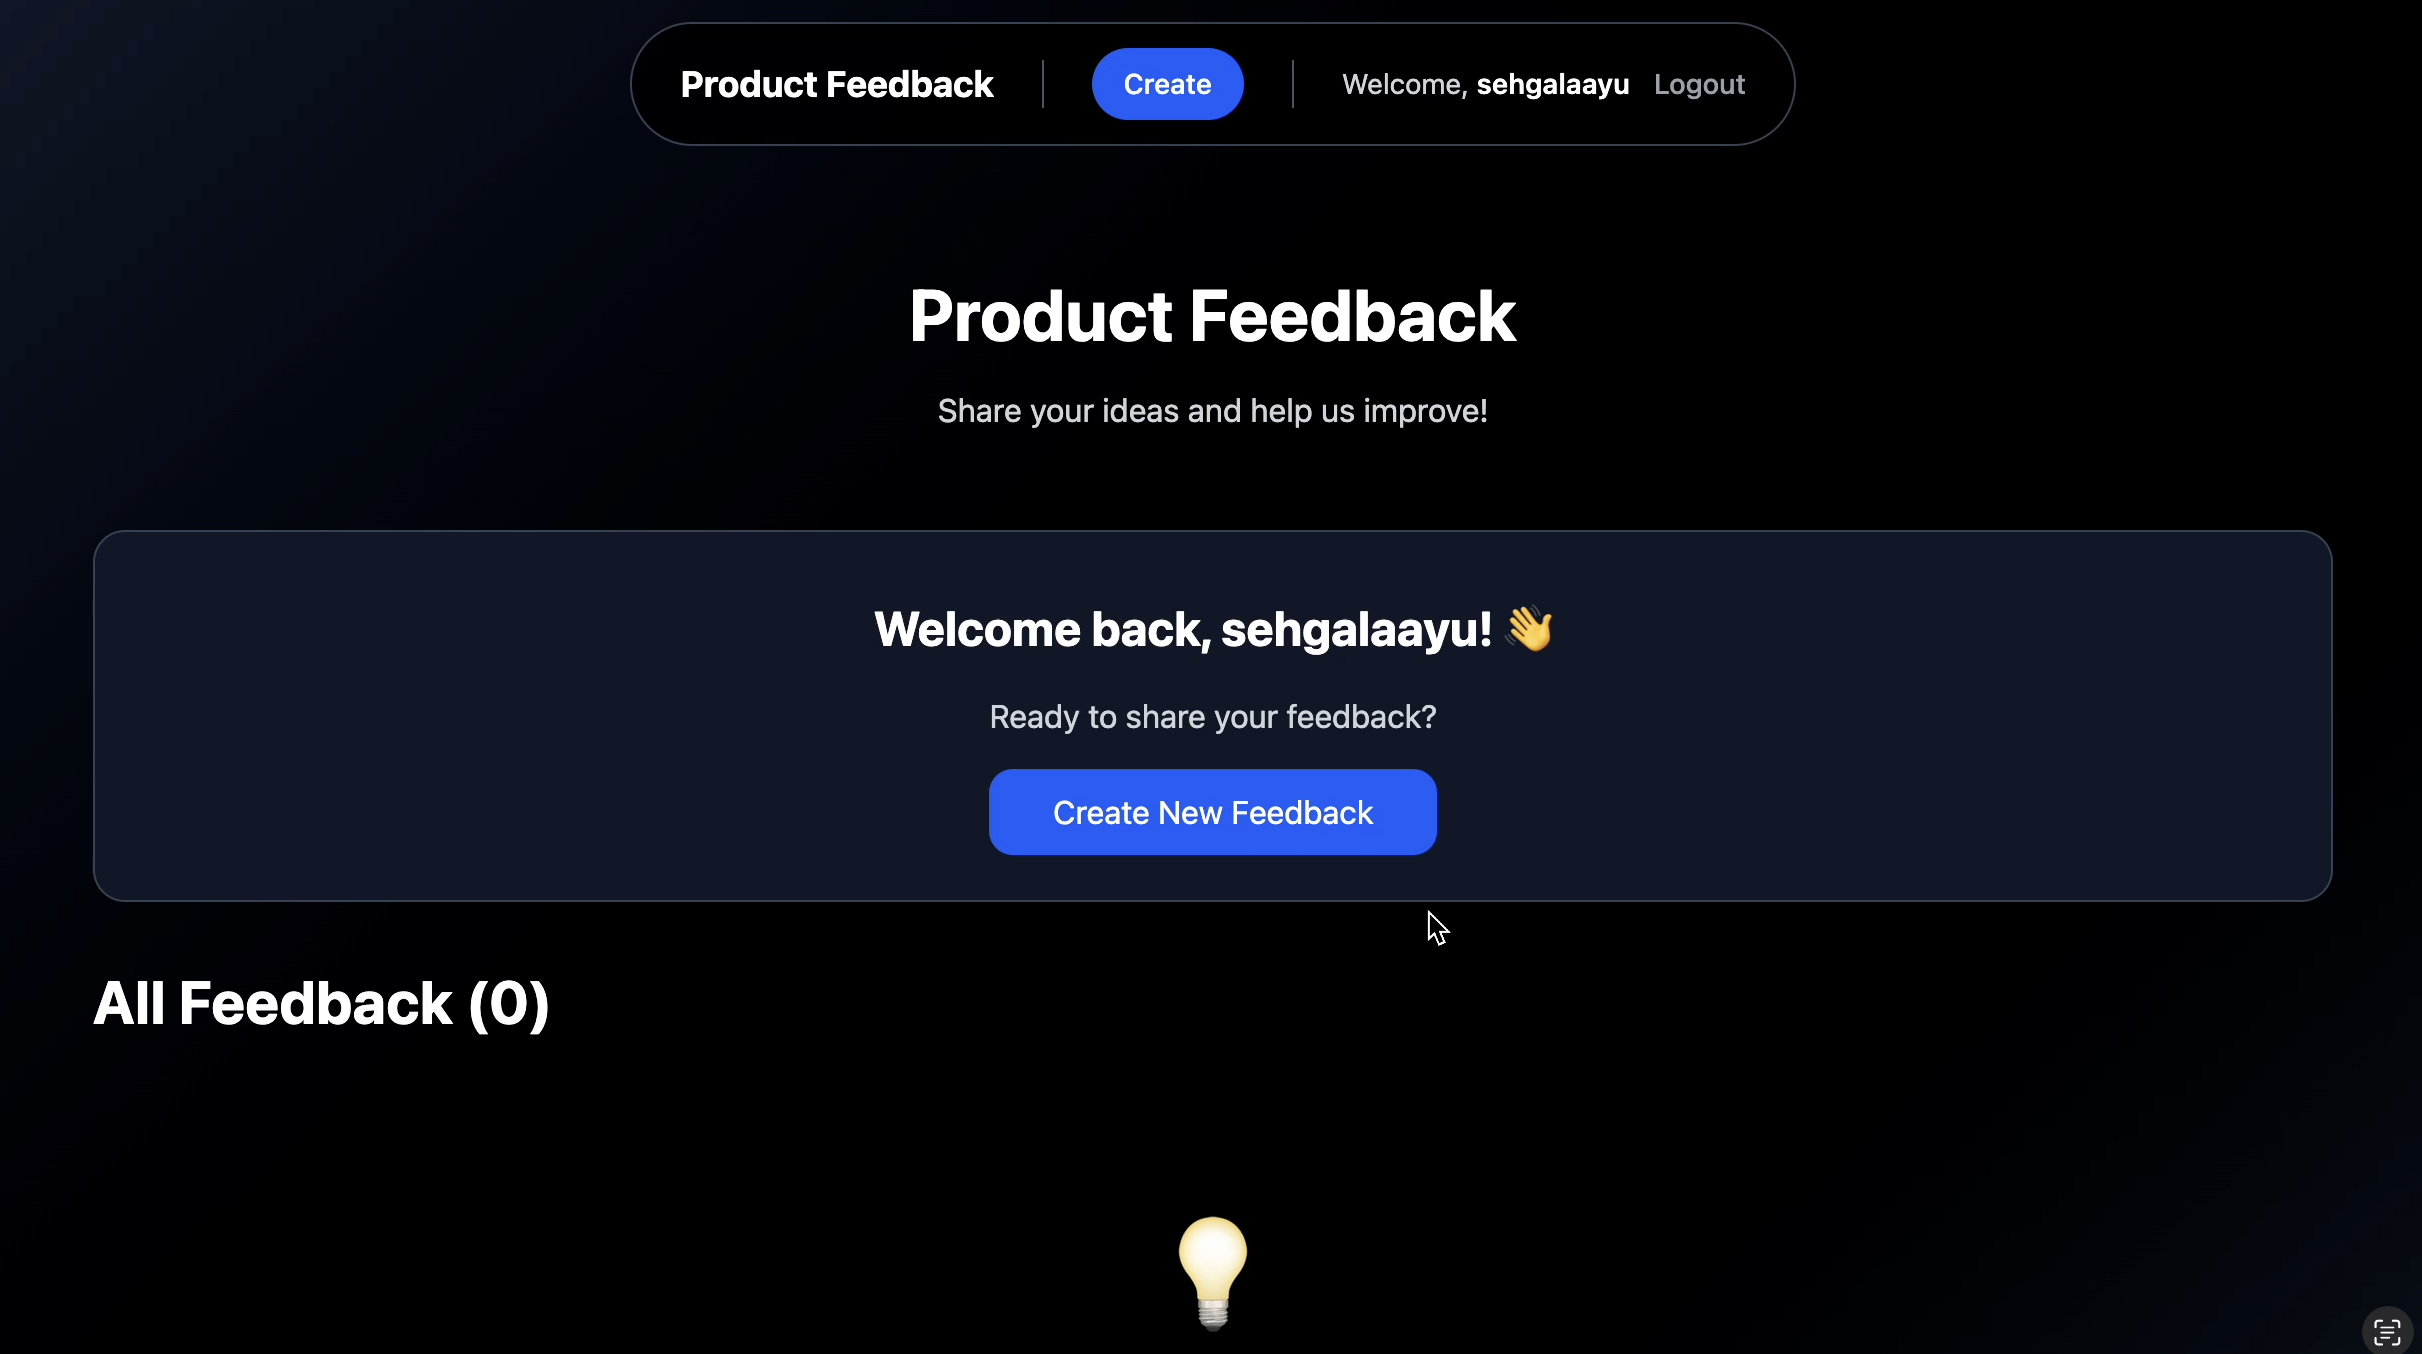 Product Feedback
Create
Welcome, sehgalaayu
Logout
Product Feedback
Share your ideas and help us improve!
Welcome back, sehgalaayu! 👋
Ready to share your feedback?
Create New Feedback
All Feedback (0)